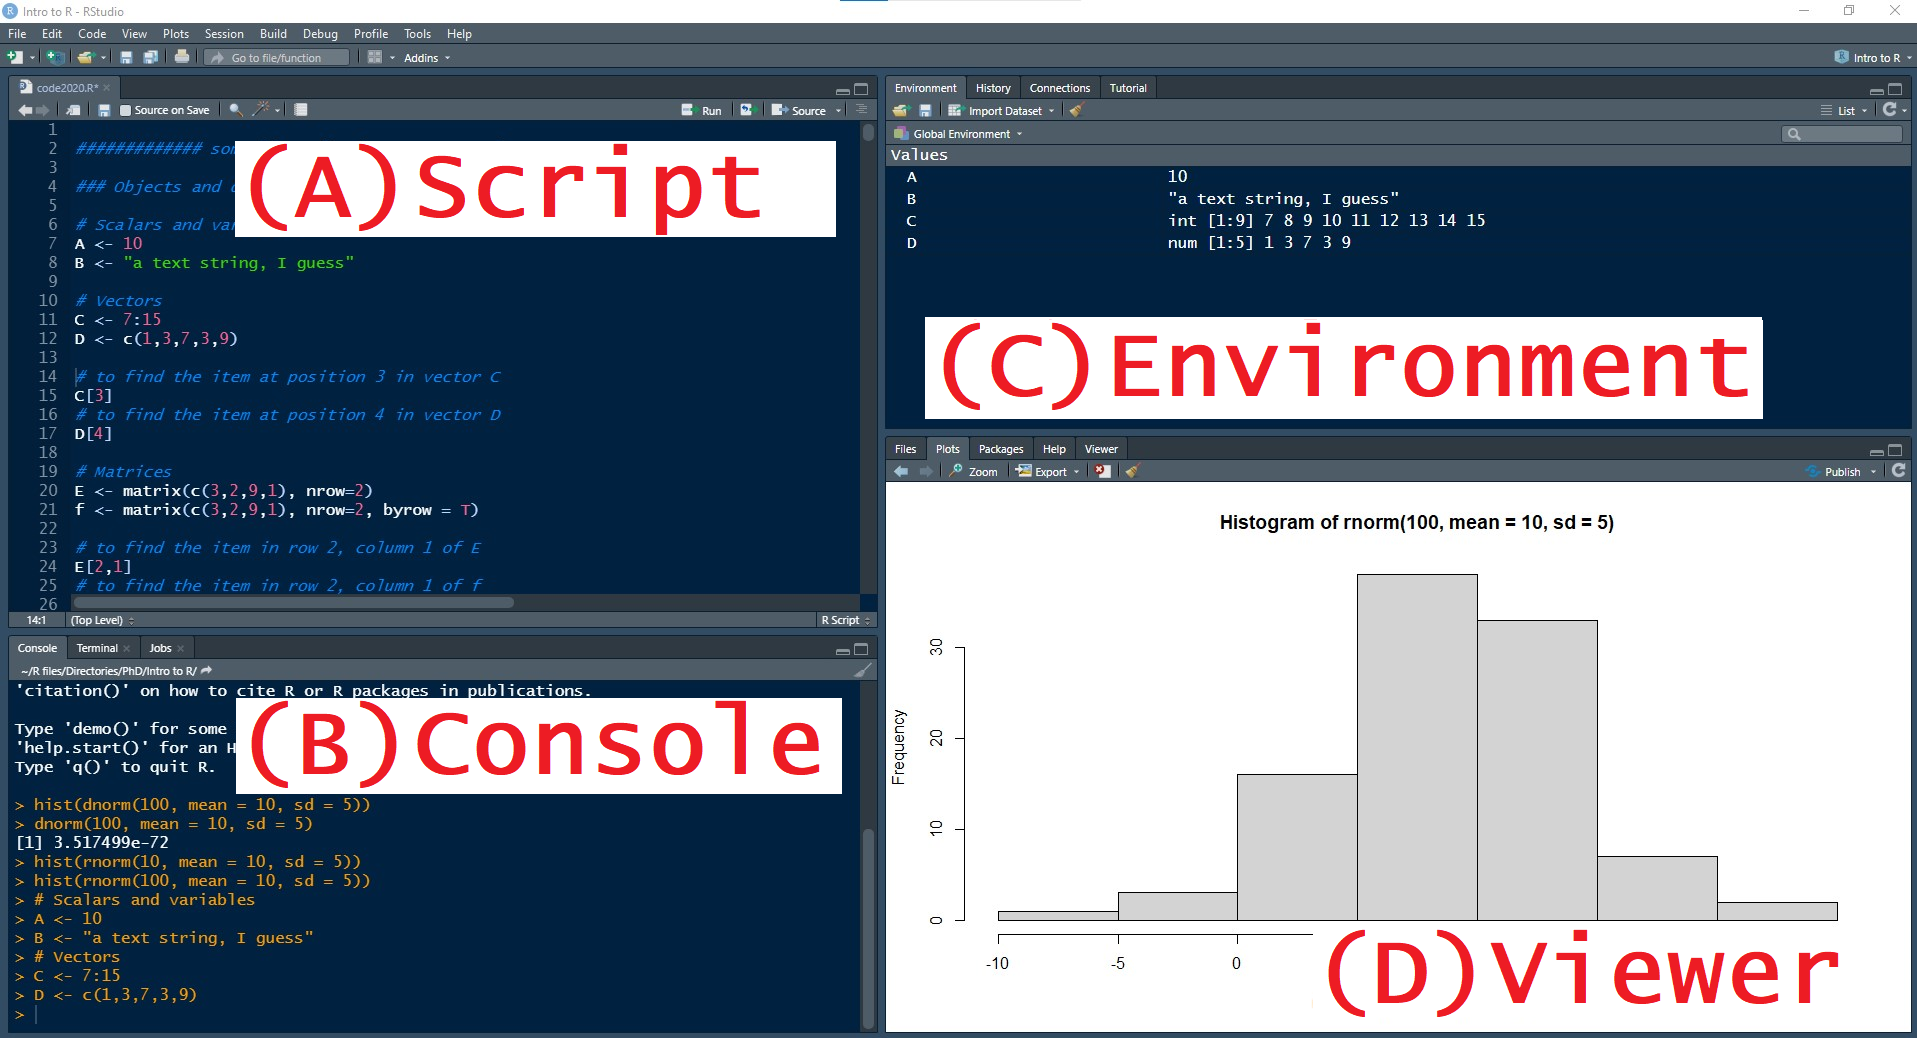 Intro to R - RStudio
File Edit Code View Plots Session Build Debug Profile Tools Help
Go to file/function Addins
Intro to R
code2020.R*
Source on Save Run Source
1
2 ############# 
3
4 ### Objects and
5
6 # Scalars and
7 A <- 10
8 B <- "a text string, I guess"
9
10 # Vectors
11 C <- 7:15
12 D <- c(1,3,7,3,9)
13
14 # to find the item at position 3 in vector C
15 C[3]
16 # to find the item at position 4 in vector D
17 D[4]
18
19 # Matrices
20 E <- matrix(c(3,2,9,1), nrow=2)
21 f <- matrix(c(3,2,9,1), nrow=2, byrow = T)
22
23 # to find the item in row 2, column 1 of E
24 E[2,1]
25 # to find the item in row 2, column 1 of f
26
(A)Script
14:1 (Top Level) R Script
Console Terminal Jobs
~/R files/Directories/PhD/Intro to R/
'citation()' on how to cite R or R packages in publications.
Type 'demo()' for some
'help.start()' for an
Type 'q()' to quit R.
(B)Console
> hist(dnorm(100, mean = 10, sd = 5))
> dnorm(100, mean = 10, sd = 5)
[1] 3.517499e-72
> hist(rnorm(10, mean = 10, sd = 5))
> hist(rnorm(100, mean = 10, sd = 5))
> # Scalars and variables
> A <- 10
> B <- "a text string, I guess"
> # Vectors
> C <- 7:15
> D <- c(1,3,7,3,9)
>
Environment History Connections Tutorial
Import Dataset List
Global Environment
Values
A 10
B "a text string, I guess"
C int [1:9] 7 8 9 10 11 12 13 14 15
D num [1:5] 1 3 7 3 9
(C)Environment
Files Plots Packages Help Viewer
Zoom Export Publish
Histogram of rnorm(100, mean = 10, sd = 5)
Frequency
30
20
10
0
-10 -5 0
(D)Viewer